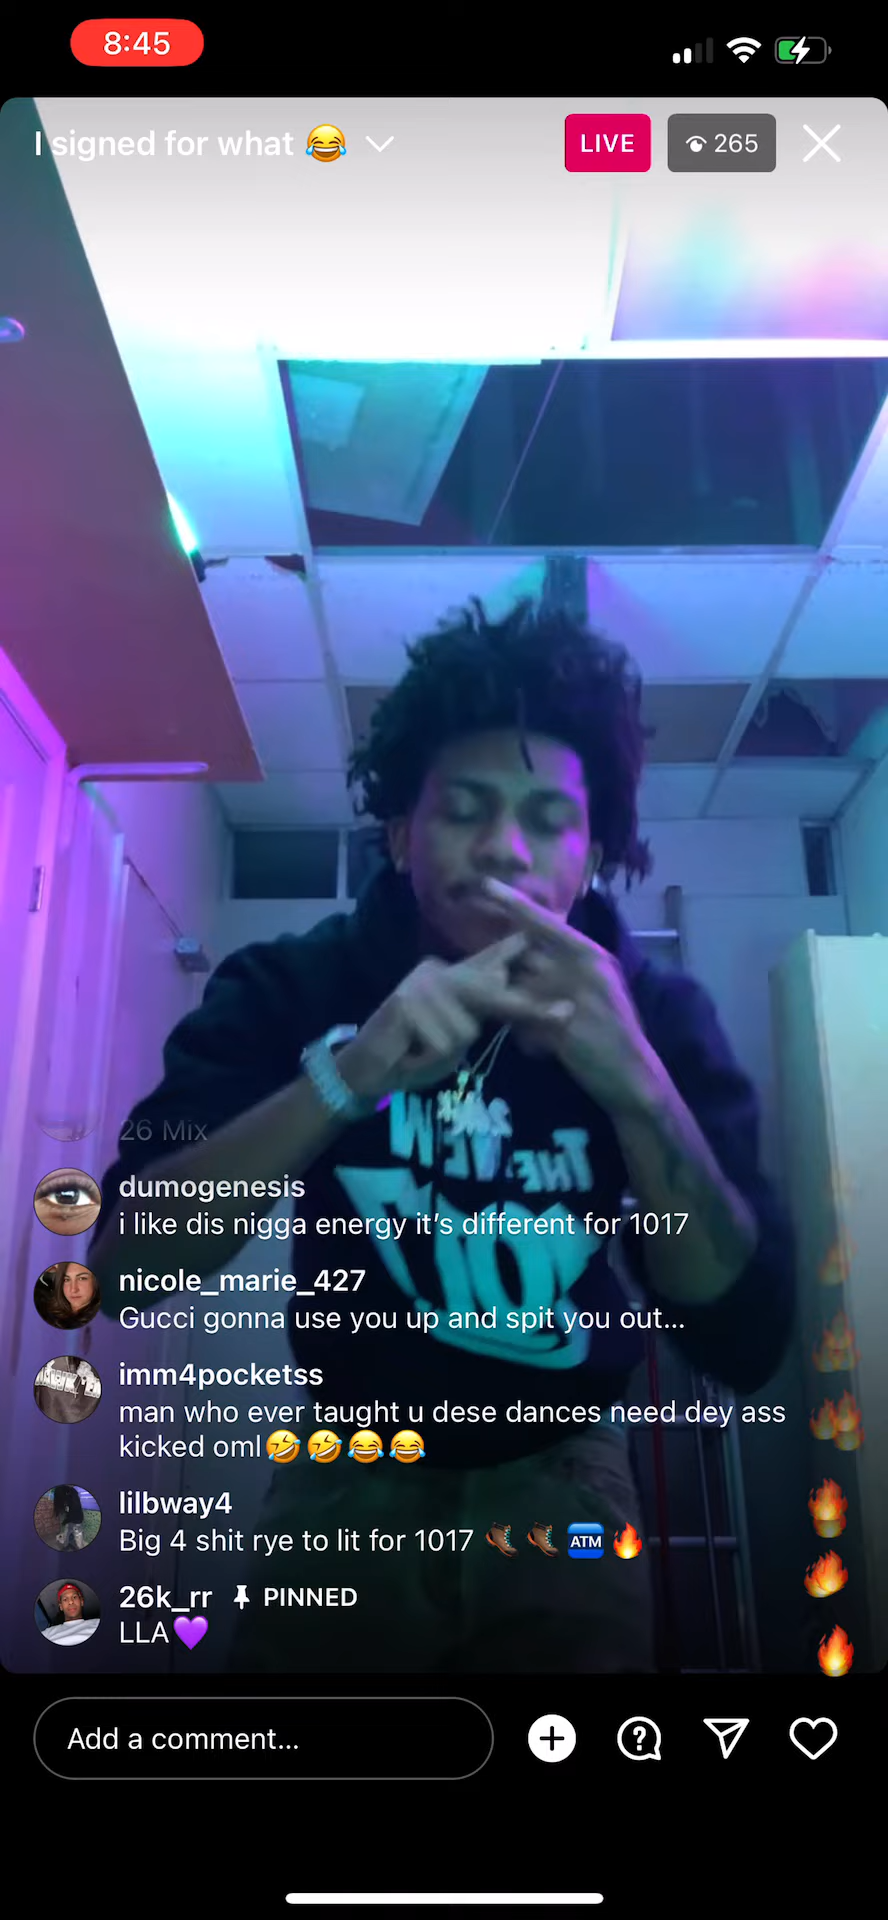 8:45
I signed for what 😂
LIVE
265
THE NEW
26 Mix
dumogenesis
i like dis nigga energy it’s different for 1017
nicole_marie_427
Gucci gonna use you up and spit you out...
imm4pocketss
man who ever taught u dese dances need dey ass
kicked oml🤣🤣😂😂
lilbway4
Big 4 shit rye to lit for 1017 🥾🥾🏧🔥
26k_rr PINNED
LLA💜
Add a comment...